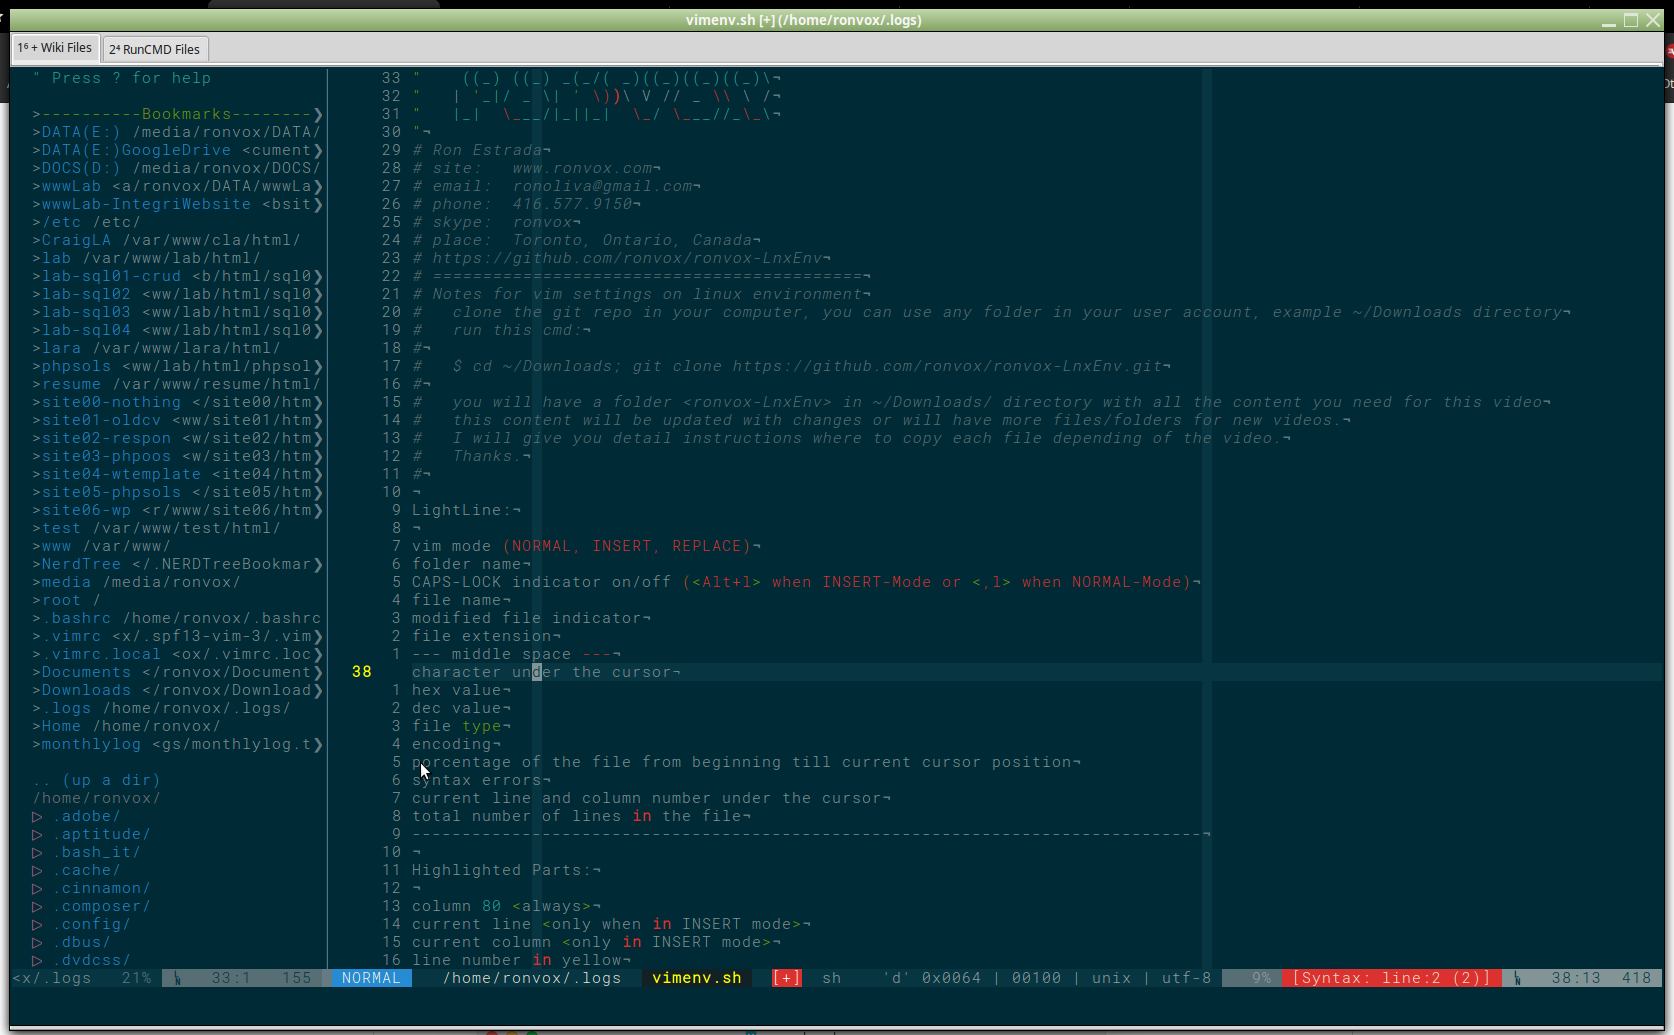 vimenv.sh [+] (/home/ronvox/.logs)
1⁶ + Wiki Files
2⁴ RunCMD Files
" Press ? for help
>----------Bookmarks--------❯
>DATA(E:) /media/ronvox/DATA/
>DATA(E:)GoogleDrive <cument❯
>DOCS(D:) /media/ronvox/DOCS/
>wwwLab <a/ronvox/DATA/wwwLa❯
>wwwLab-IntegriWebsite <bsit❯
>/etc /etc/
>CraigLA /var/www/cla/html/
>lab /var/www/lab/html/
>lab-sql01-crud <b/html/sql0❯
>lab-sql02 <ww/lab/html/sql0❯
>lab-sql03 <ww/lab/html/sql0❯
>lab-sql04 <ww/lab/html/sql0❯
>lara /var/www/lara/html/
>phpsols <ww/lab/html/phpsol❯
>resume /var/www/resume/html/
>site00-nothing </site00/htm❯
>site01-oldcv <ww/site01/htm❯
>site02-respon <w/site02/htm❯
>site03-phpoos <w/site03/htm❯
>site04-wtemplate <ite04/htm❯
>site05-phpsols </site05/htm❯
>site06-wp <r/www/site06/htm❯
>test /var/www/test/html/
>www /var/www/
>NerdTree </.NERDTreeBookmar❯
>media /media/ronvox/
>root /
>.bashrc /home/ronvox/.bashrc
>.vimrc <x/.spf13-vim-3/.vim❯
>.vimrc.local <ox/.vimrc.loc❯
>Documents </ronvox/Document❯
>Downloads </ronvox/Download❯
>.logs /home/ronvox/.logs/
>Home /home/ronvox/
>monthlylog <gs/monthlylog.t❯
.. (up a dir)
/home/ronvox/
▷ .adobe/
▷ .aptitude/
▷ .bash_it/
▷ .cache/
▷ .cinnamon/
▷ .composer/
▷ .config/
▷ .dbus/
▷ .dvdcss/
33 "    ((_) ((_) _(_/( _)((_)((_)((_)\¬
32 "   | '_|/ _ \| ' \))\ V // _ \\ \ /¬
31 "   |_|  \___/|_||_|  \_/ \___//_\_\¬
30 "¬
29 # Ron Estrada¬
28 # site:   www.ronvox.com¬
27 # email:  ronoliva@gmail.com¬
26 # phone:  416.577.9150¬
25 # skype:  ronvox¬
24 # place:  Toronto, Ontario, Canada¬
23 # https://github.com/ronvox/ronvox-LnxEnv¬
22 # ===========================================¬
21 # Notes for vim settings on linux environment¬
20 #   clone the git repo in your computer, you can use any folder in your user account, example ~/Downloads directory¬
19 #   run this cmd:¬
18 #¬
17 #   $ cd ~/Downloads; git clone https://github.com/ronvox/ronvox-LnxEnv.git¬
16 #¬
15 #   you will have a folder <ronvox-LnxEnv> in ~/Downloads/ directory with all the content you need for this video¬
14 #   this content will be updated with changes or will have more files/folders for new videos.¬
13 #   I will give you detail instructions where to copy each file depending of the video.¬
12 #   Thanks.¬
11 #¬
10 ¬
9 LightLine:¬
8 ¬
7 vim mode (NORMAL, INSERT, REPLACE)¬
6 folder name¬
5 CAPS-LOCK indicator on/off (<Alt+l> when INSERT-Mode or <,l> when NORMAL-Mode)¬
4 file name¬
3 modified file indicator¬
2 file extension¬
1 --- middle space ---¬
38 character under the cursor¬
1 hex value¬
2 dec value¬
3 file type¬
4 encoding¬
5 porcentage of the file from beginning till current cursor position¬
6 syntax errors¬
7 current line and column number under the cursor¬
8 total number of lines in the file¬
9 -------------------------------------------------------------------------------¬
10 ¬
11 Highlighted Parts:¬
12 ¬
13 column 80 <always>¬
14 current line <only when in INSERT mode>¬
15 current column <only in INSERT mode>¬
16 line number in yellow¬
<x/.logs   21%   33:1   155   NORMAL   /home/ronvox/.logs   vimenv.sh   [+]   sh   'd' 0x0064 | 00100 | unix | utf-8   9%   [Syntax: line:2 (2)]   38:13   418